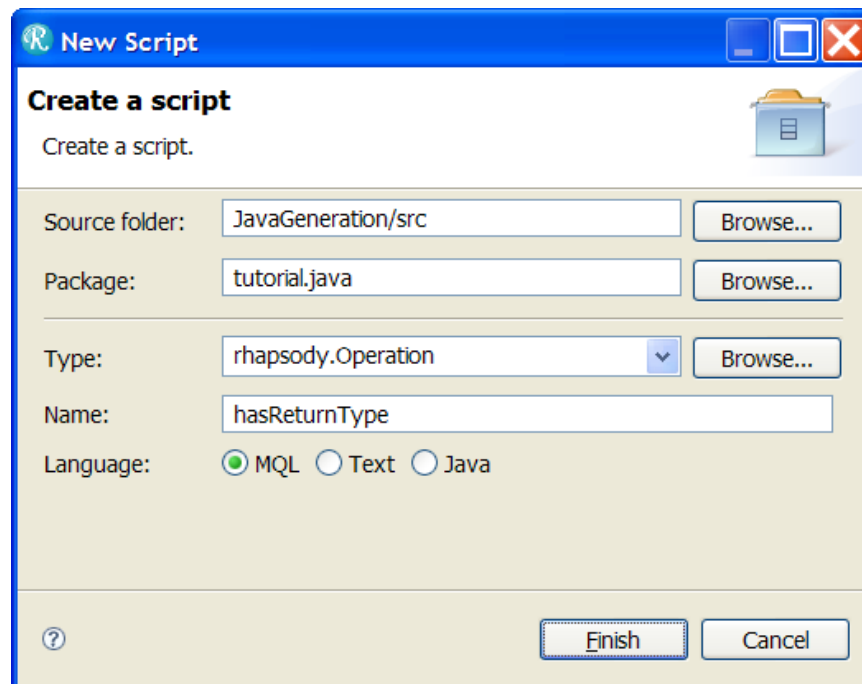 New Script
Create a script
Create a script.
Source folder: JavaGeneration/src Browse...
Package: tutorial.java Browse...
Type: rhapsody.Operation Browse...
Name: hasReturnType
Language: MQL Text Java
? Finish Cancel